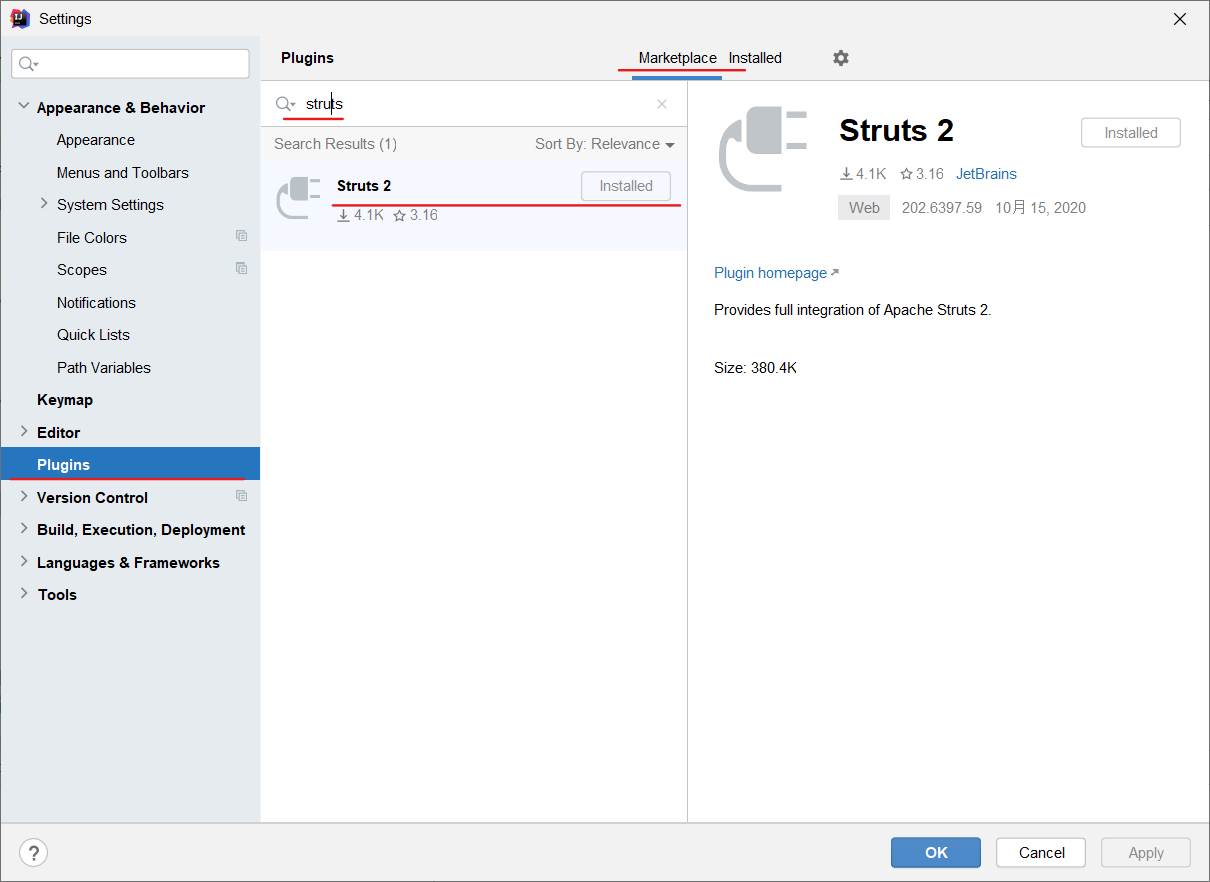 Settings
Plugins
Marketplace Installed
Appearance & Behavior
Appearance
Menus and Toolbars
System Settings
File Colors
Scopes
Notifications
Quick Lists
Path Variables
Keymap
Editor
Plugins
Version Control
Build, Execution, Deployment
Languages & Frameworks
Tools
struts
Search Results (1)
Sort By: Relevance
Struts 2
Installed
4.1K 3.16
Struts 2
Installed
4.1K 3.16 JetBrains
Web 202.6397.59 10月 15, 2020
Plugin homepage
Provides full integration of Apache Struts 2.
Size: 380.4K
?
OK
Cancel
Apply